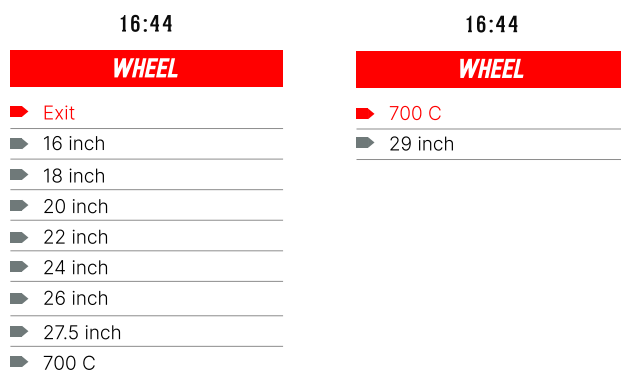 16:44
WHEEL
Exit
16 inch
18 inch
20 inch
22 inch
24 inch
26 inch
27.5 inch
700 C
16:44
WHEEL
700 C
29 inch